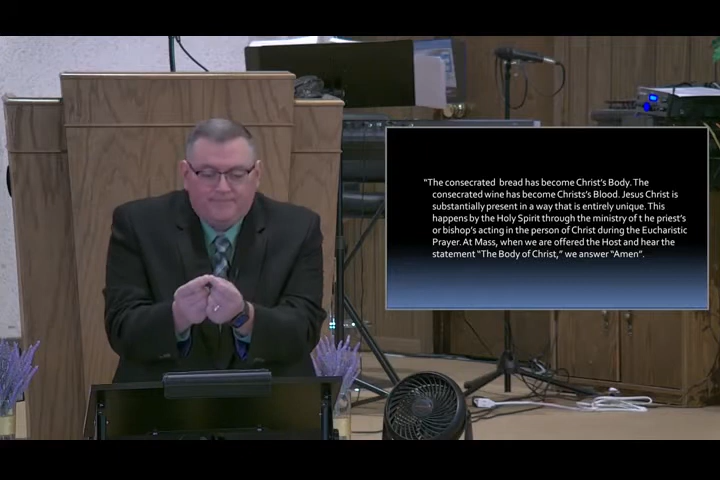 "The consecrated bread has become Christ's Body. The
consecrated wine has become Christs's Blood. Jesus Christ is
substantially present in a way that is entirely unique. This
happens by the Holy Spirit through the ministry of t he priest's
or bishop's acting in the person of Christ during the Eucharistic
Prayer. At Mass, when we are offered the Host and hear the
statement "The Body of Christ," we answer "Amen".